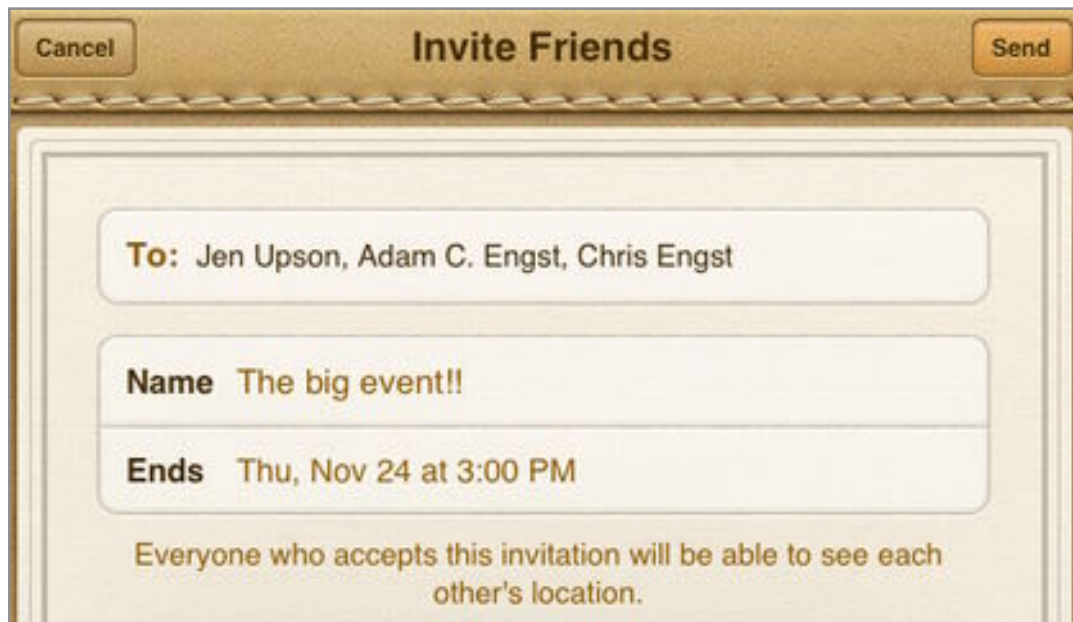 Cancel Invite Friends Send
To: Jen Upson, Adam C. Engst, Chris Engst
Name The big event!!
Ends Thu, Nov 24 at 3:00 PM
Everyone who accepts this invitation will be able to see each
other's location.